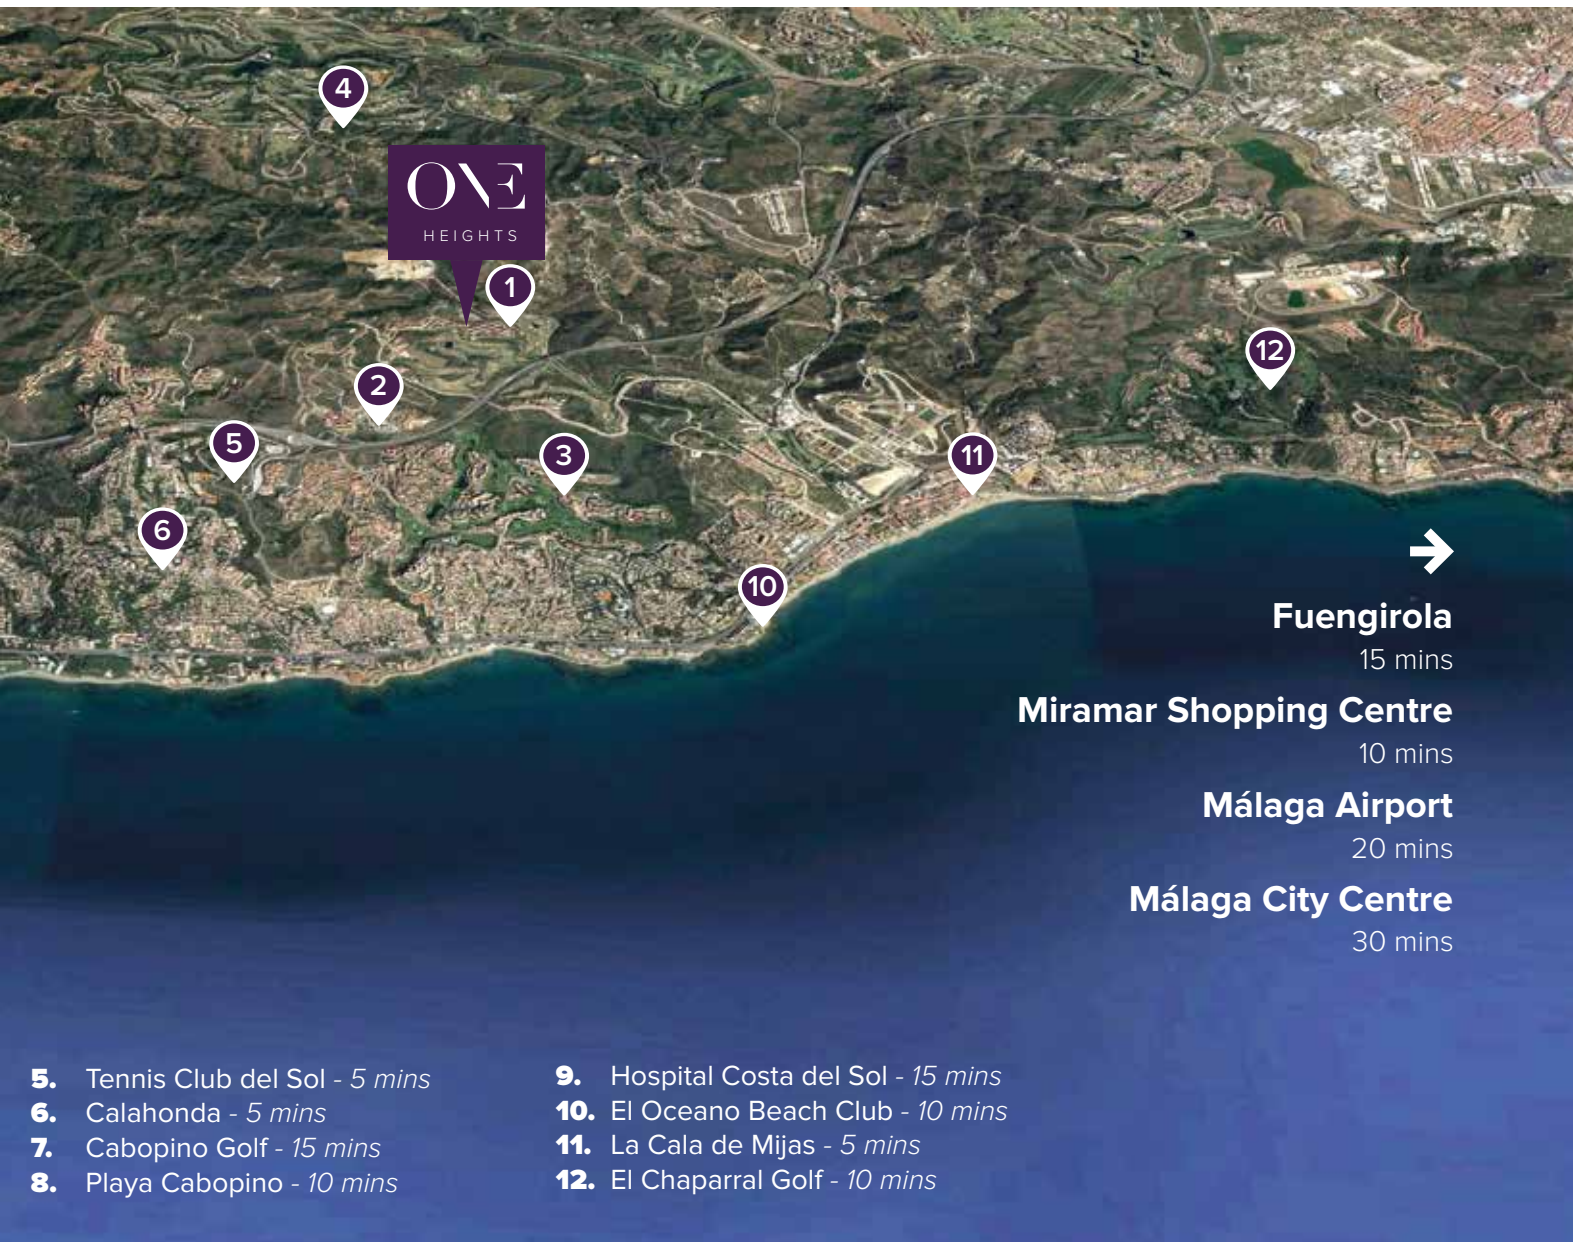 4
ONE
HEIGHTS
1
12
2
5
3
11
6
10
Fuengirola
15 mins
Miramar Shopping Centre
10 mins
Málaga Airport
20 mins
Málaga City Centre
30 mins
5. Tennis Club del Sol - 5 mins
6. Calahonda - 5 mins
7. Cabopino Golf - 15 mins
8. Playa Cabopino - 10 mins
9. Hospital Costa del Sol - 15 mins
10. El Oceano Beach Club - 10 mins
11. La Cala de Mijas - 5 mins
12. El Chaparral Golf - 10 mins